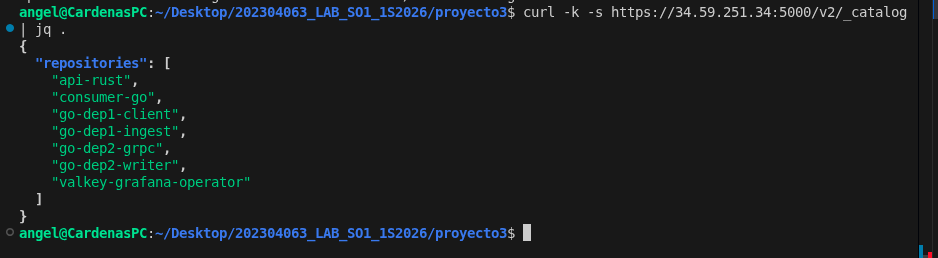 angel@CardenasPC:~/Desktop/202304063_LAB_SO1_1S2026/proyecto3$ curl -k -s https://34.59.251.34:5000/v2/_catalog
| jq .
{
  "repositories": [
    "api-rust",
    "consumer-go",
    "go-dep1-client",
    "go-dep1-ingest",
    "go-dep2-grpc",
    "go-dep2-writer",
    "valkey-grafana-operator"
  ]
}
angel@CardenasPC:~/Desktop/202304063_LAB_SO1_1S2026/proyecto3$